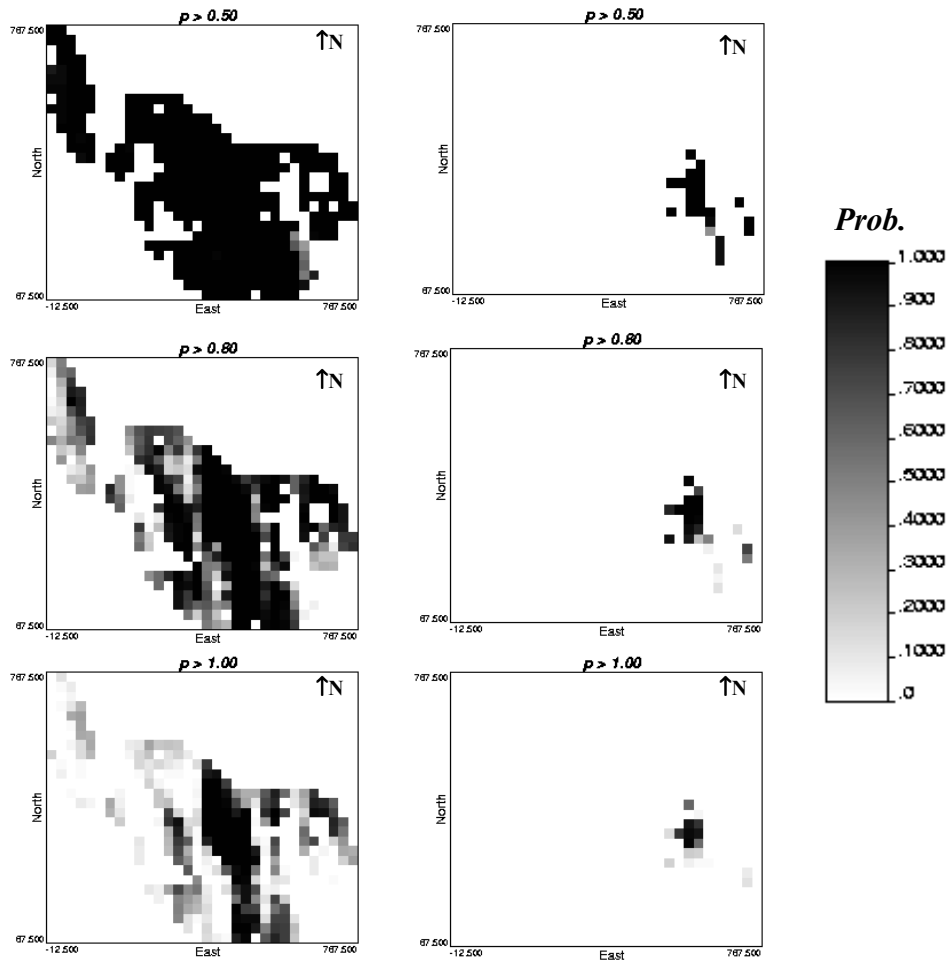 p > 0.50
767.500
↑N
North
67.500
-12.500
East
767.500
p > 0.50
767.500
↑N
North
67.500
-12.500
East
767.500
p > 0.80
767.500
↑N
North
67.500
-12.500
East
767.500
p > 0.80
767.500
↑N
North
67.500
-12.500
East
767.500
p > 1.00
767.500
↑N
North
67.500
-12.500
East
767.500
p > 1.00
767.500
↑N
North
67.500
-12.500
East
767.500
Prob.
1.000
.900
.8000
.7000
.6000
.5000
.4000
.3000
.2000
.1000
.0